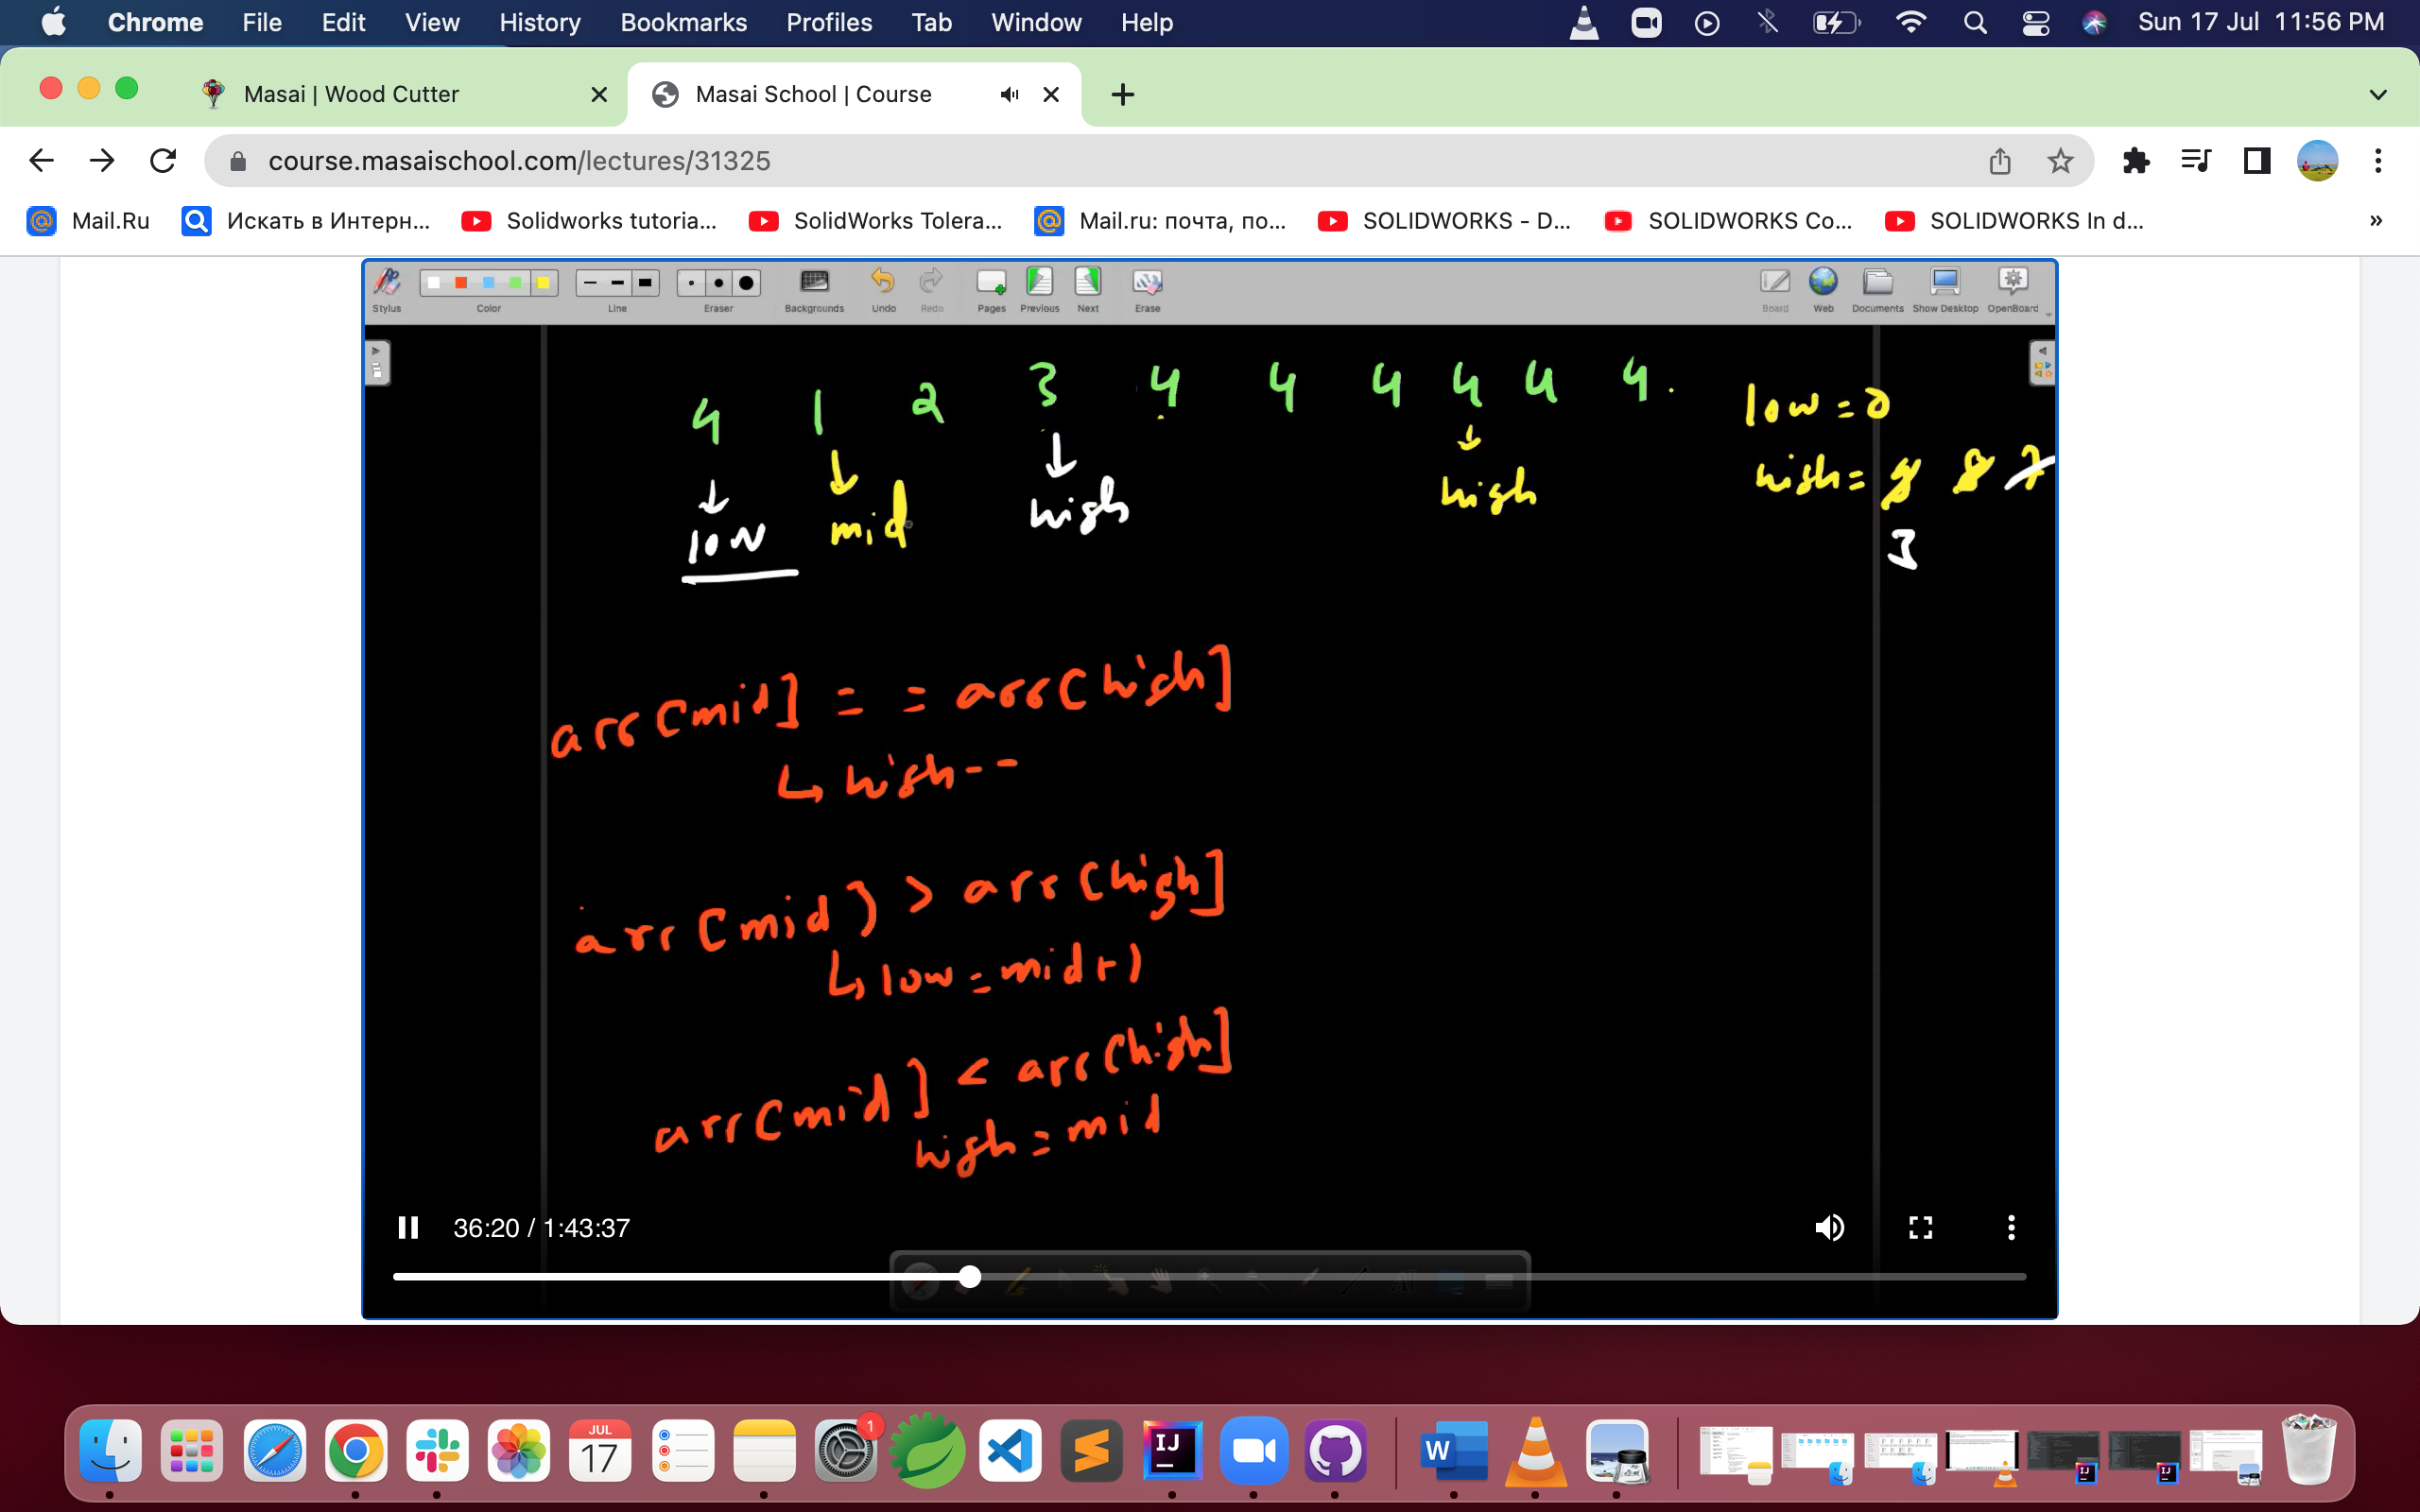 Chrome File Edit View History Bookmarks Profiles Tab Window Help Sun 17 Jul 11:56 PM
Masai | Wood Cutter Masai School | Course
course.masaischool.com/lectures/31325
Mail.Ru Искать в Интерн... Solidworks tutoria... SolidWorks Tolera... Mail.ru: почта, по... SOLIDWORKS - D... SOLIDWORKS Co... SOLIDWORKS In d...
Stylus Color Line Eraser Backgrounds Undo Redo Pages Previous Next Erase Board Web Documents Show Desktop OpenBoard
4 1 2 3 4 4 4 4 4 4 low = 0
low mid high high high = 9 8 7
3
arr[mid] == arr[high]
↳ high--
arr[mid] > arr[high]
↳ low = mid+1
arr[mid] < arr[high]
high = mid
36:20 / 1:43:37
JUL
17
1
IJ
W
IJ
IJ